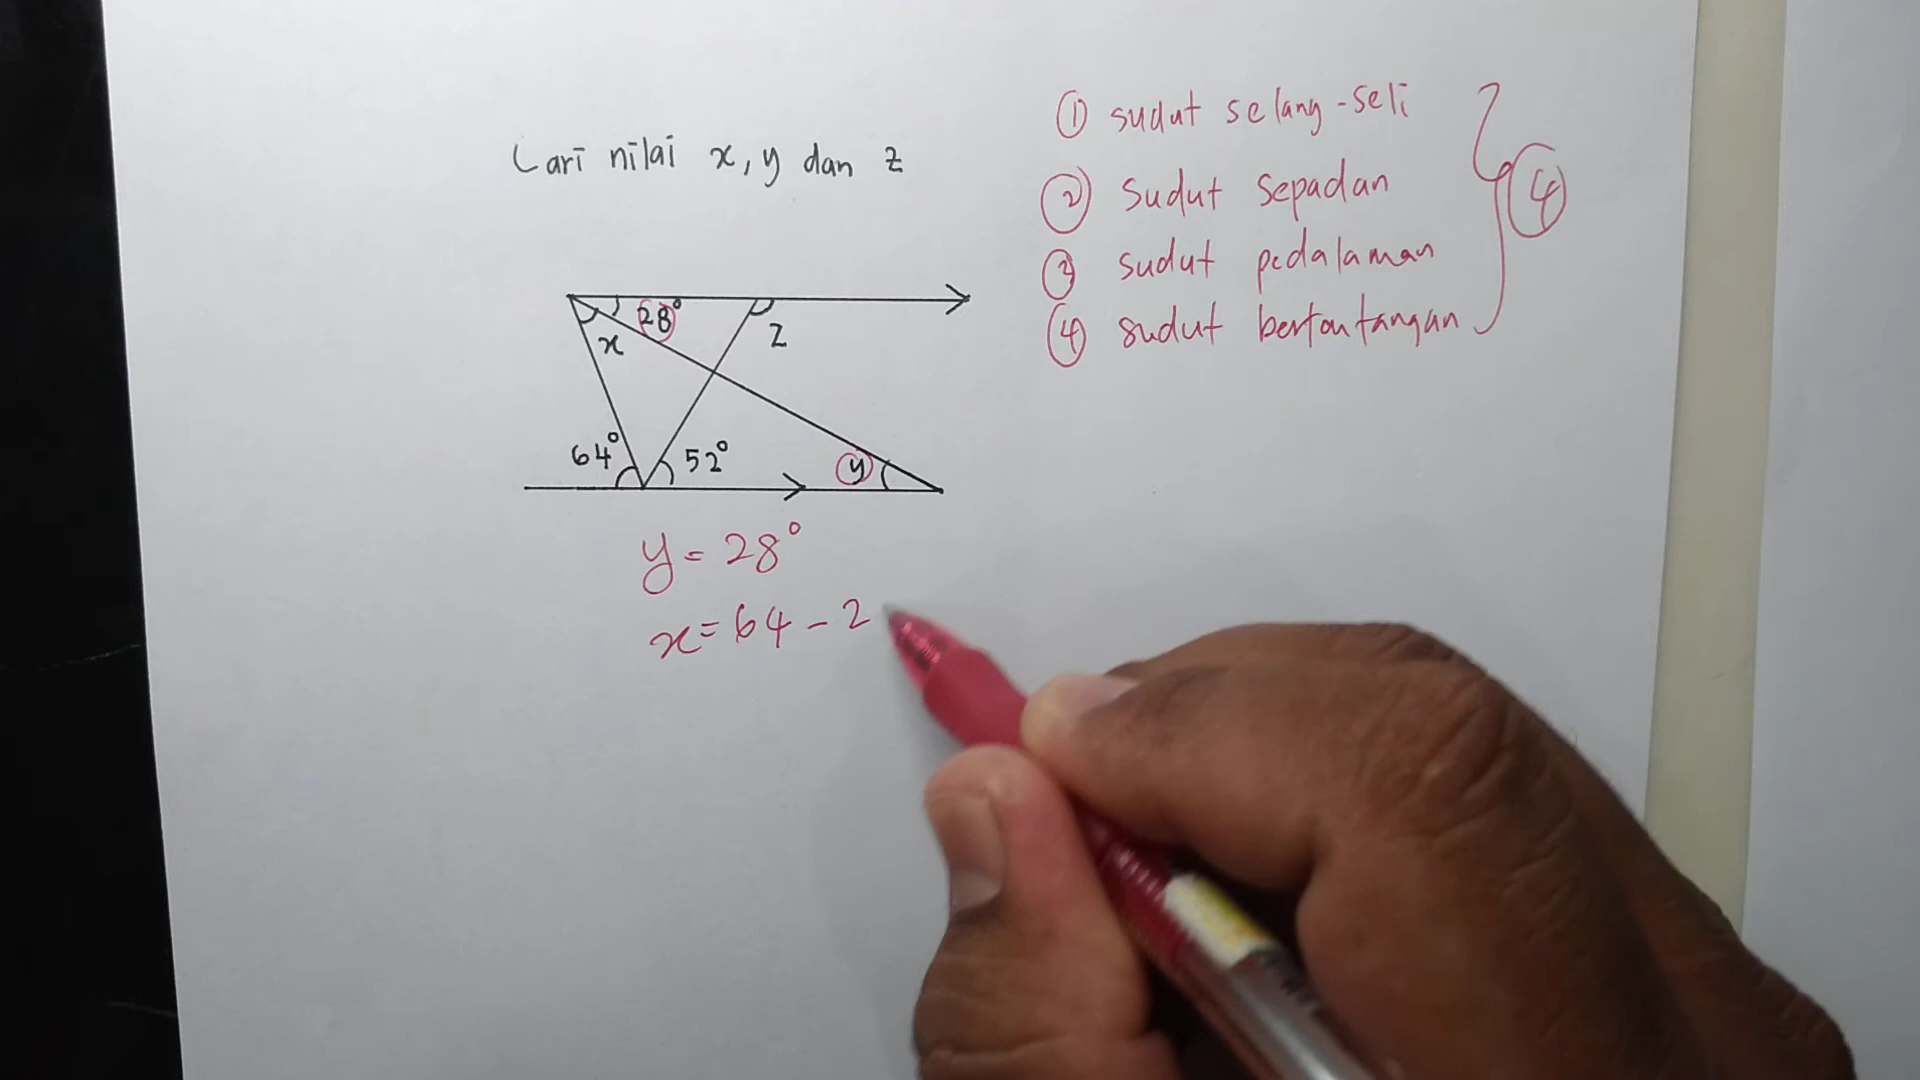 Cari nilai x, y dan z
① sudut selang-seli
② sudut sepadan
③ sudut pedalaman
④ sudut bertentangan
④
28°
x
z
64°
52°
y
y = 28°
x = 64 - 2